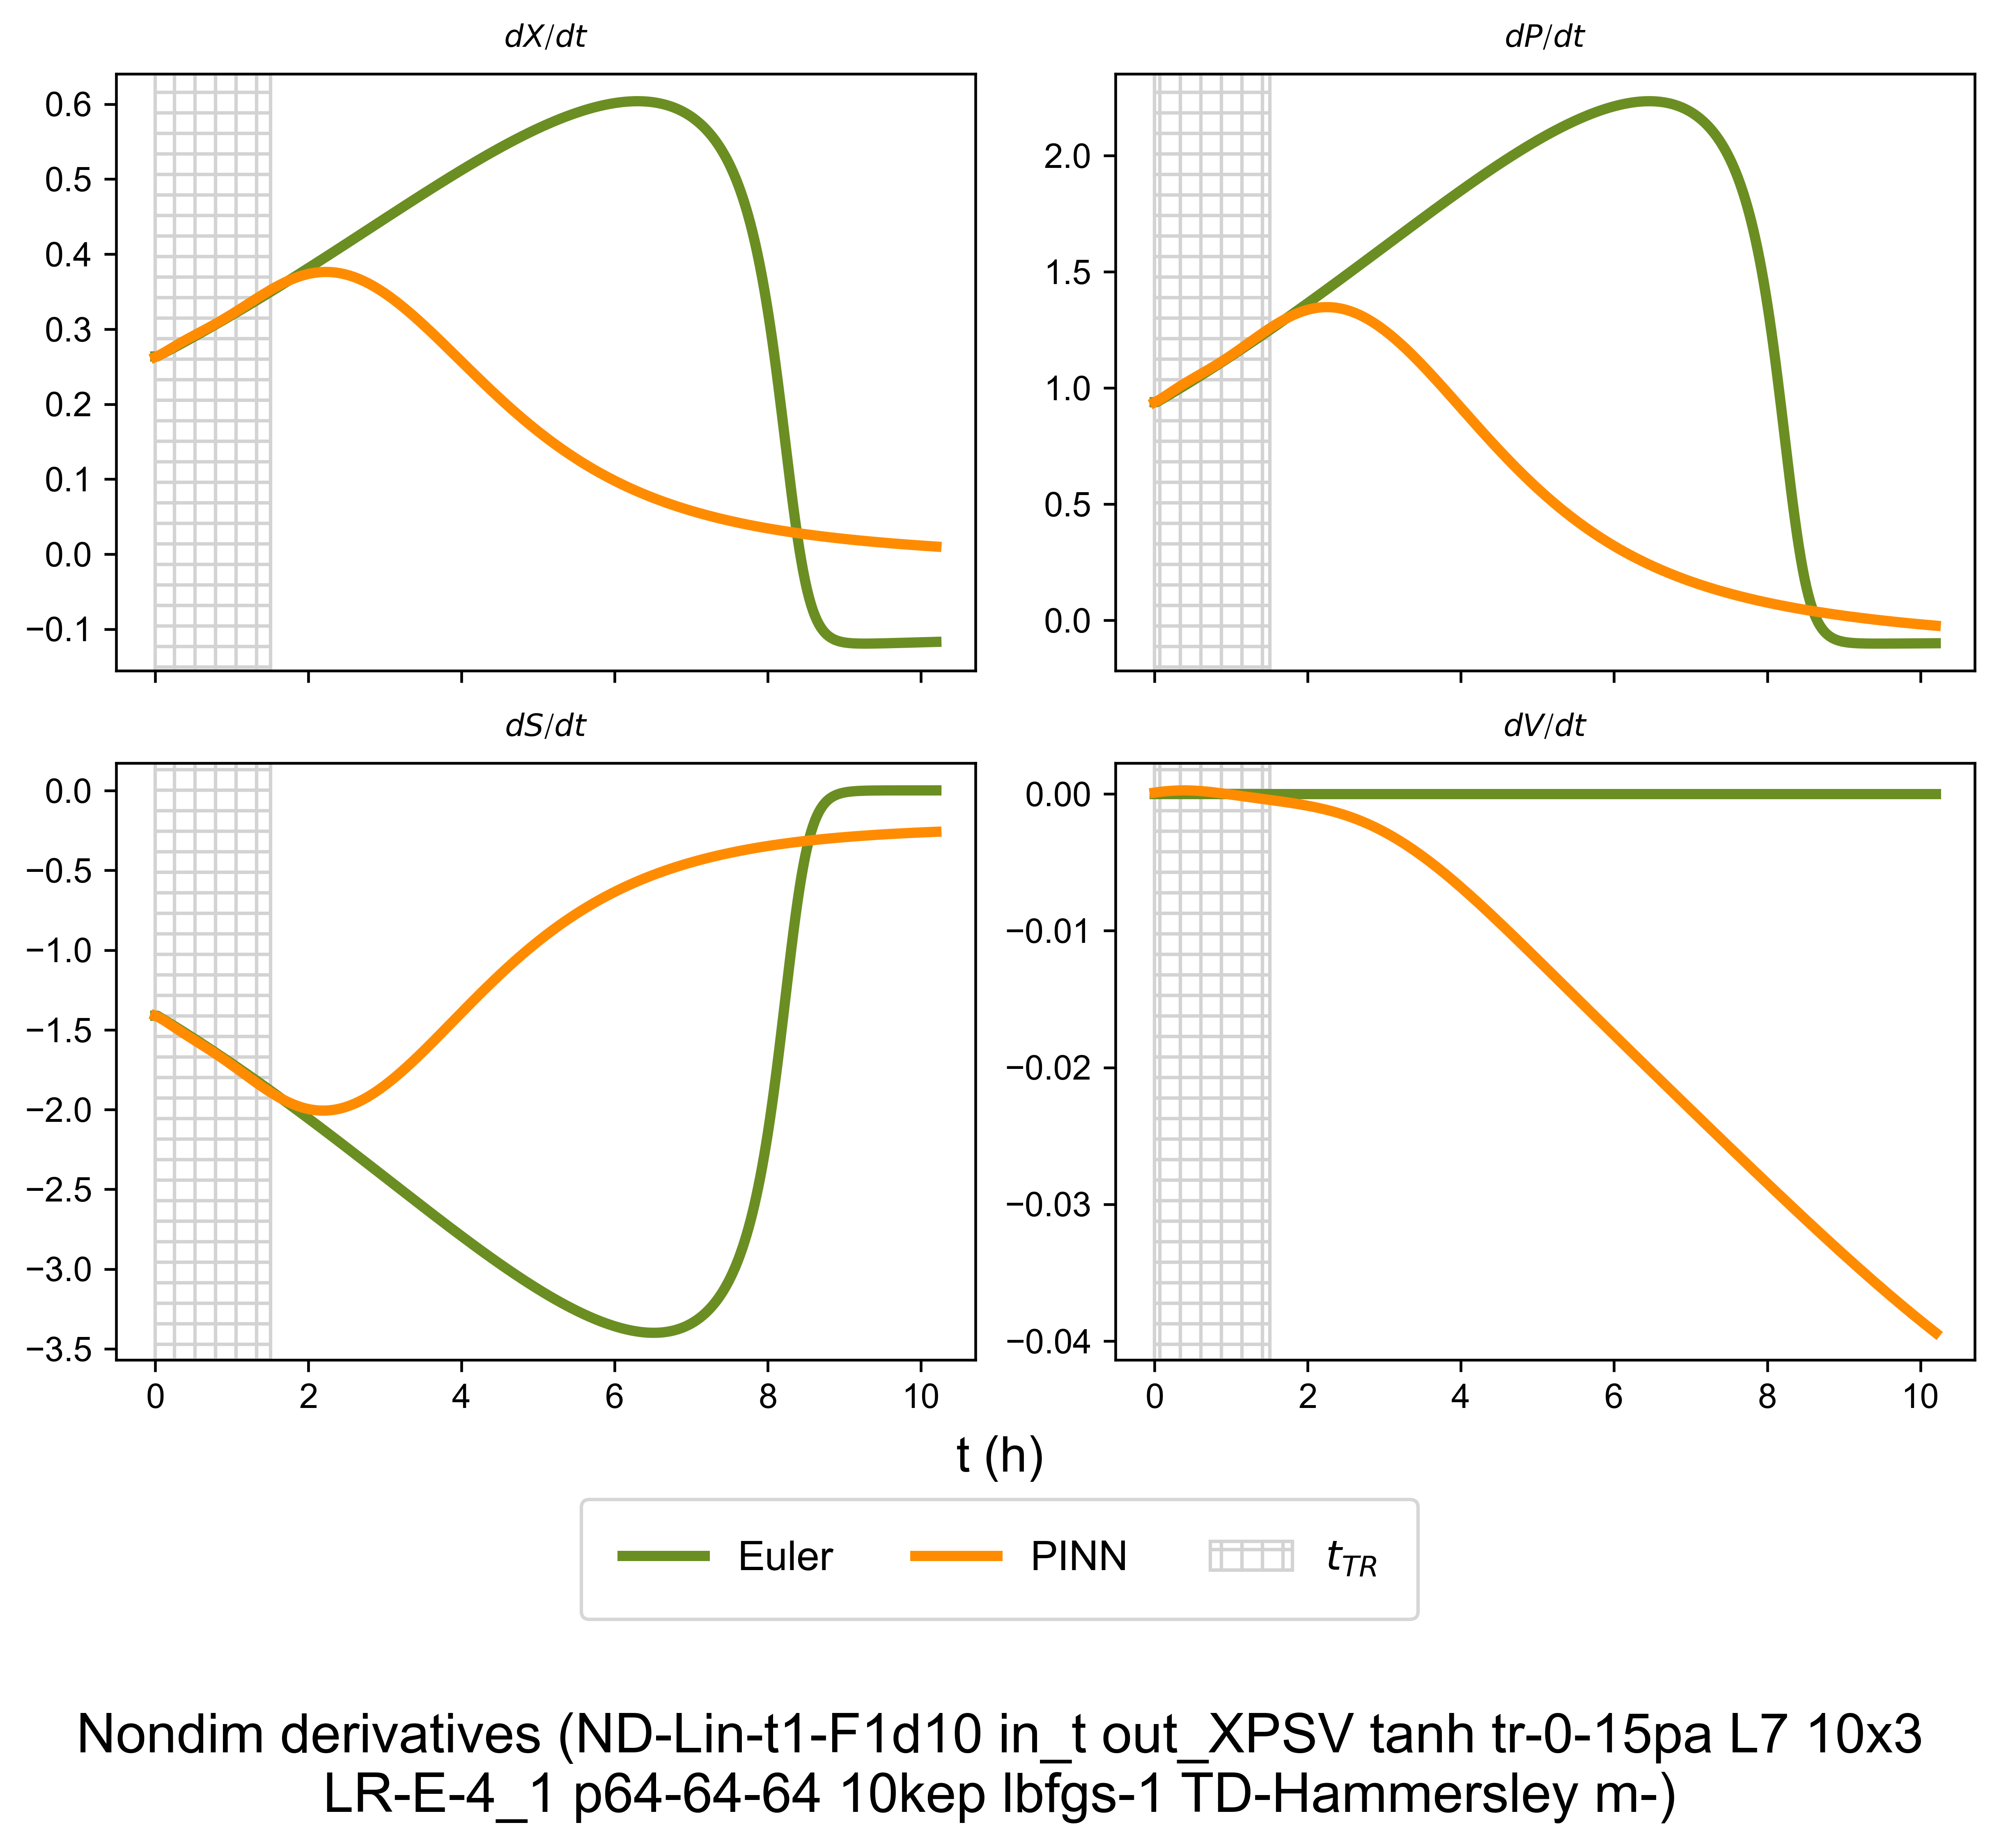 dX/dt
dP/dt
0.6
0.5
0.4
0.3
0.2
0.1
0.0
−0.1
2.0
1.5
1.0
0.5
0.0
dS/dt
dV/dt
0.0
−0.5
−1.0
−1.5
−2.0
−2.5
−3.0
−3.5
0 2 4 6 8 10
0.00
−0.01
−0.02
−0.03
−0.04
0 2 4 6 8 10
t (h)
Euler PINN t_TR
Nondim derivatives (ND-Lin-t1-F1d10 in_t out_XPSV tanh tr-0-15pa L7 10x3
LR-E-4_1 p64-64-64 10kep lbfgs-1 TD-Hammersley m-)